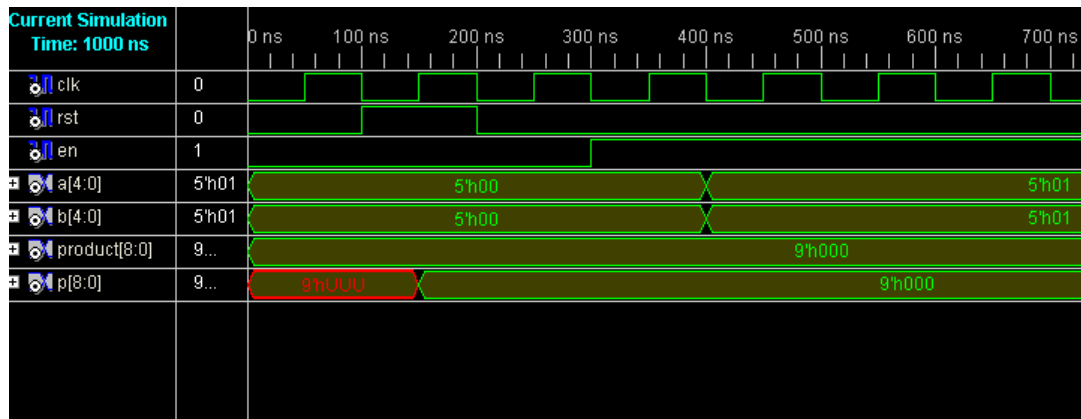 Current Simulation
Time: 1000 ns
0 ns 100 ns 200 ns 300 ns 400 ns 500 ns 600 ns 700 ns
clk 0
rst 0
en 1
a[4:0] 5'h01 5'h00 5'h01
b[4:0] 5'h01 5'h00 5'h01
product[8:0] 9... 9'h000
p[8:0] 9... 9'hUUU 9'h000